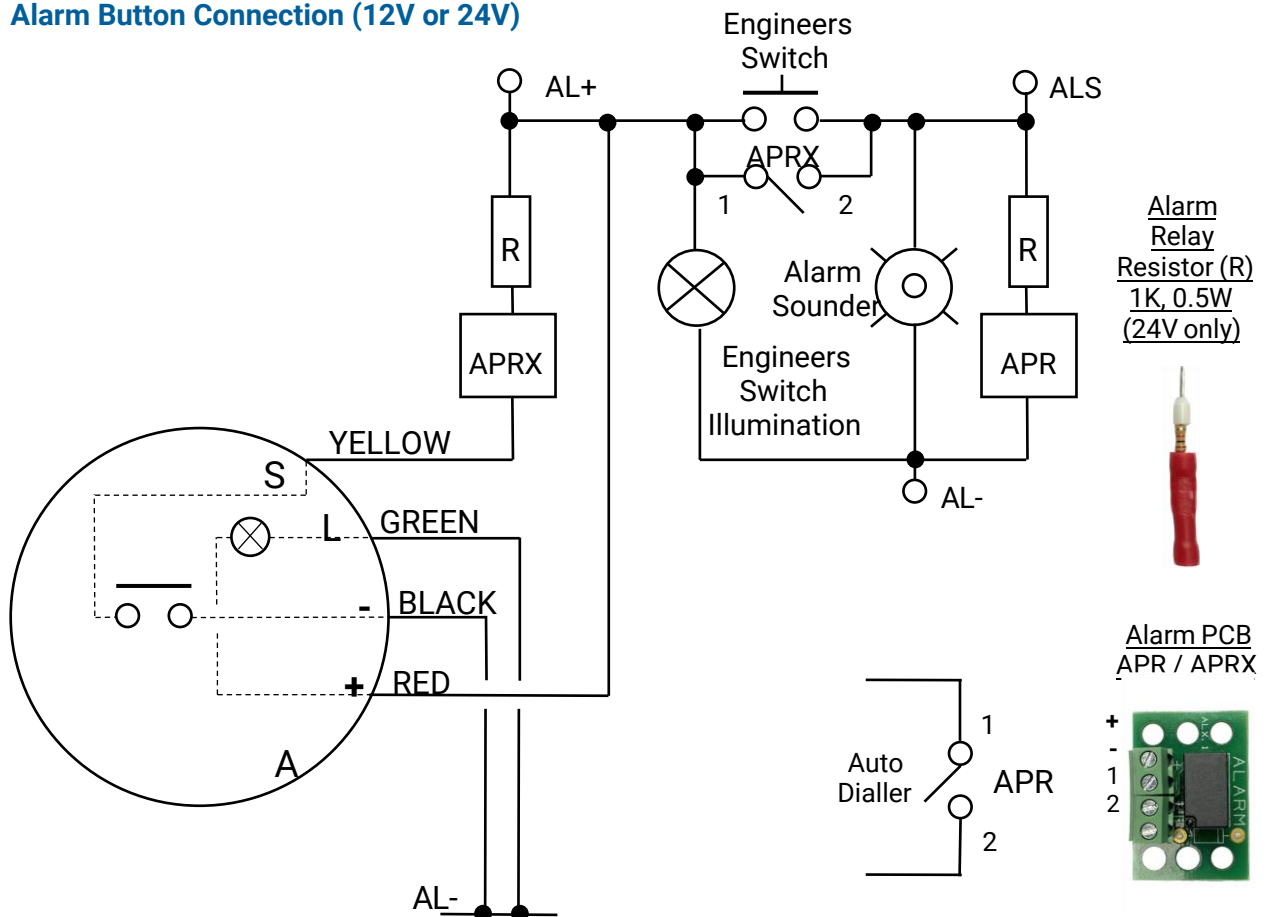 Alarm Button Connection (12V or 24V)
Engineers
Switch
AL+
ALS
APRX
1
2
R
R
Alarm
Sounder
APRX
APR
Engineers
Switch
Illumination
Alarm
Relay
Resistor (R)
1K, 0.5W
(24V only)
YELLOW
S
AL-
L
GREEN
-
BLACK
+
RED
A
AL-
Auto
Dialler
1
APR
2
Alarm PCB
APR / APRX
+
-
1
2
ALARM